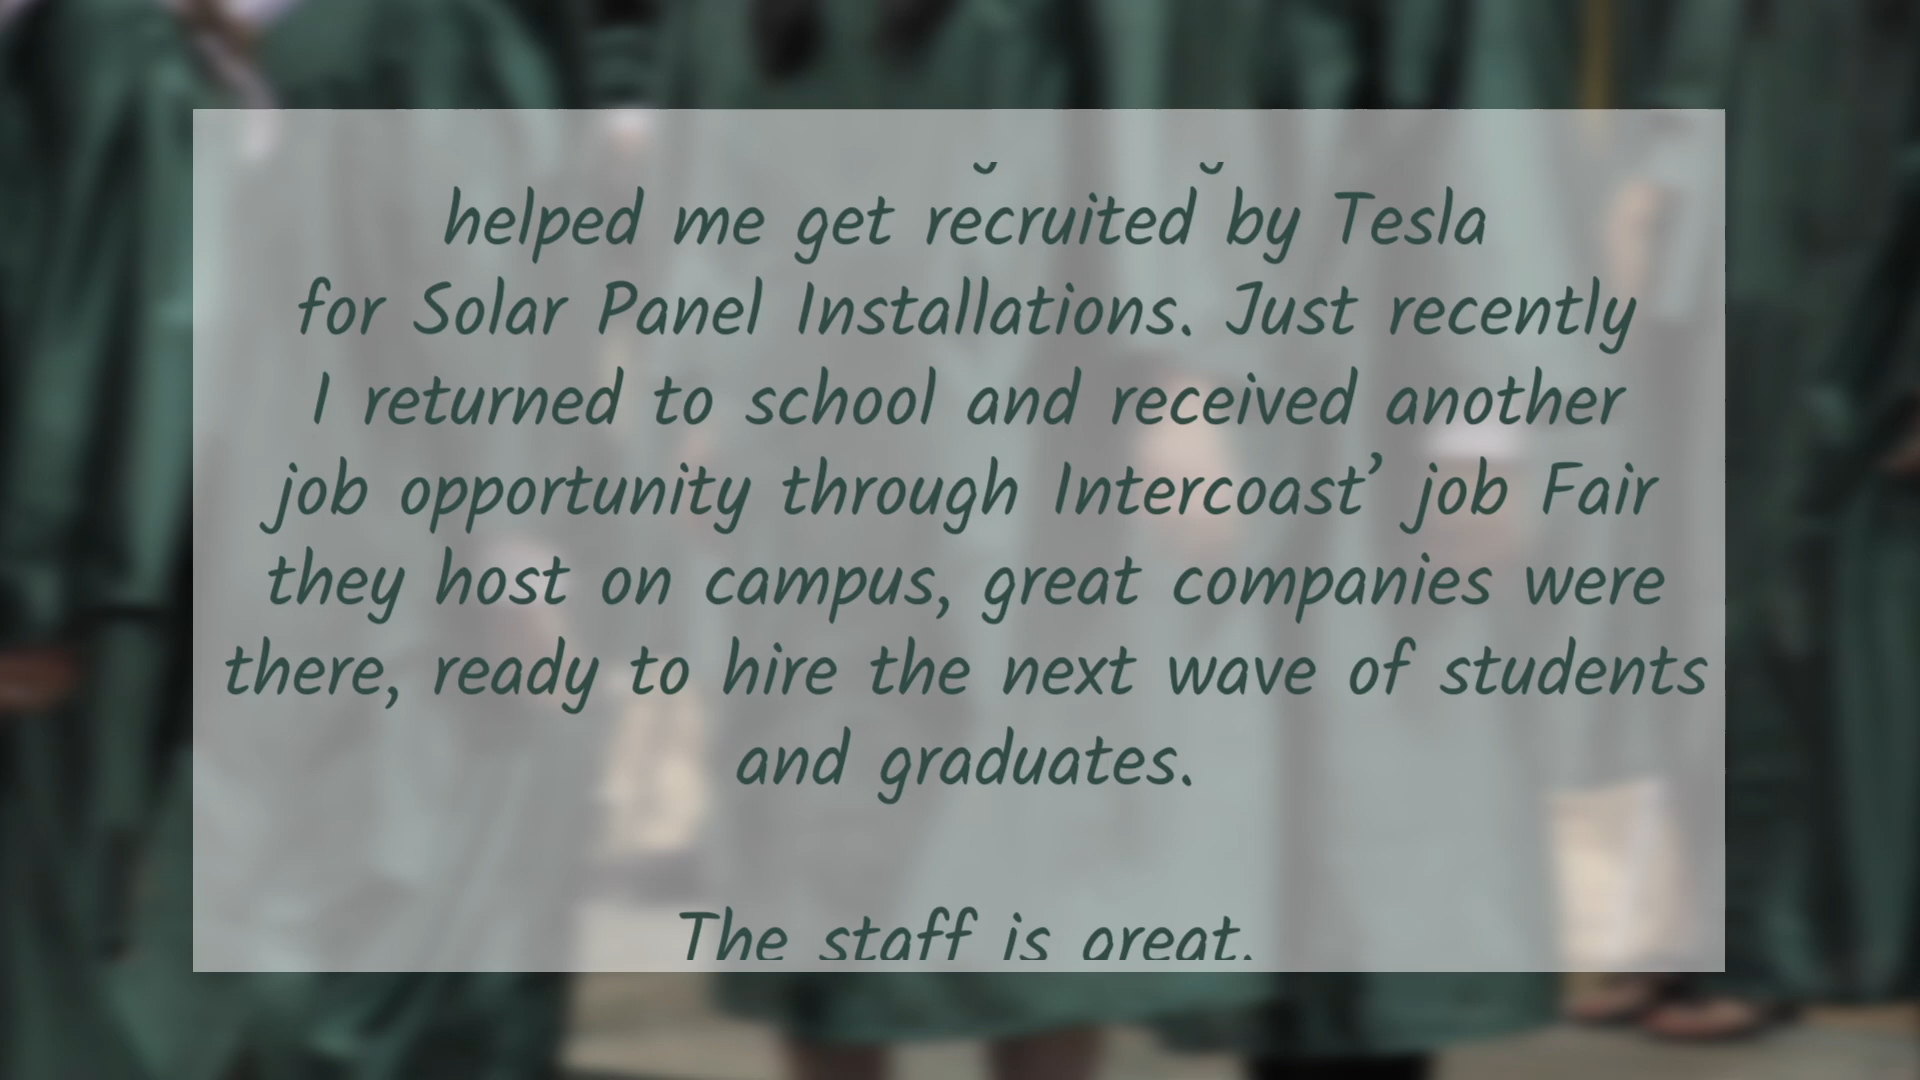 helped me get recruited by Tesla
for Solar Panel Installations. Just recently
I returned to school and received another
job opportunity through Intercoast’ job Fair
they host on campus, great companies were
there, ready to hire the next wave of students
and graduates.
The staff is great.